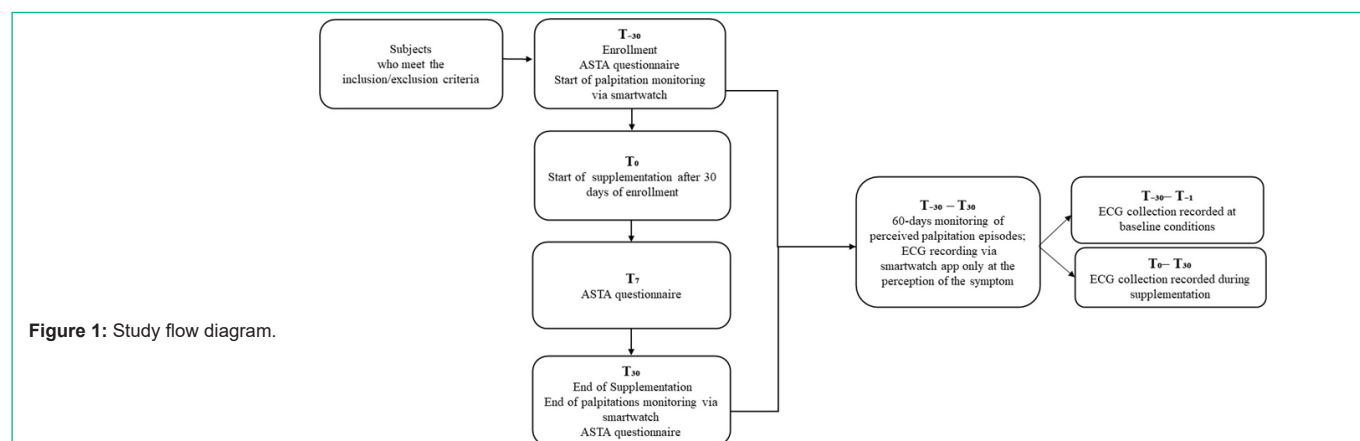 Subjects
who meet the
inclusion/exclusion criteria
T₋₃₀
Enrollment
ASTA questionnaire
Start of palpitation monitoring
via smartwatch
T₀
Start of supplementation after 30
days of enrollment
T₇
ASTA questionnaire
T₃₀
End of Supplementation
End of palpitations monitoring via
smartwatch
ASTA questionnaire
T₋₃₀ – T₃₀
60-days monitoring of
perceived palpitation episodes;
ECG recording via
smartwatch app only at the
perception of the symptom
T₋₃₀– T₋₁
ECG collection recorded at
baseline conditions
T₀– T₃₀
ECG collection recorded during
supplementation
Figure 1: Study flow diagram.